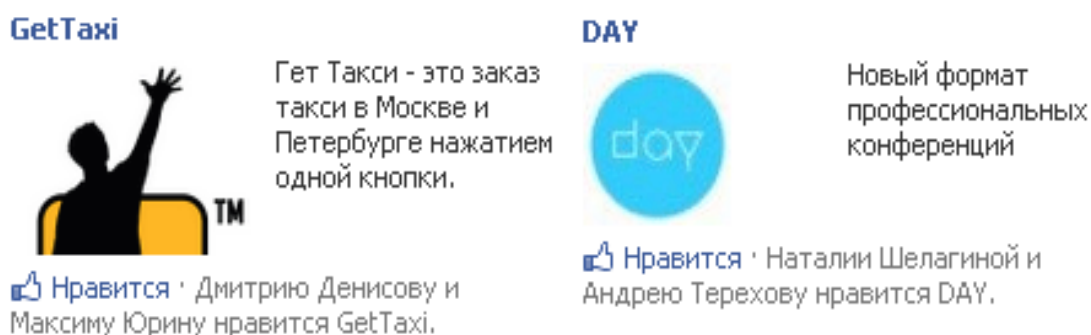 GetTaxi
Гет Такси - это заказ
такси в Москве и
Петербурге нажатием
одной кнопки.
TM
Нравится · Дмитрию Денисову и
Максиму Юрину нравится GetTaxi.
DAY
day
Новый формат
профессиональных
конференций
Нравится · Наталии Шелагиной и
Андрею Терехову нравится DAY.